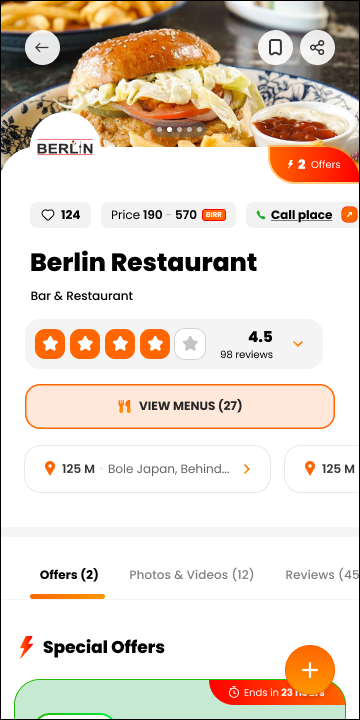 BERLIN
2 Offers
124
Price 190 - 570 BIRR
Call place
Berlin Restaurant
Bar & Restaurant
4.5
98 reviews
VIEW MENUS (27)
125 M · Bole Japan, Behind...
125 M
Offers (2)
Photos & Videos (12)
Reviews (45
Special Offers
Ends in 23